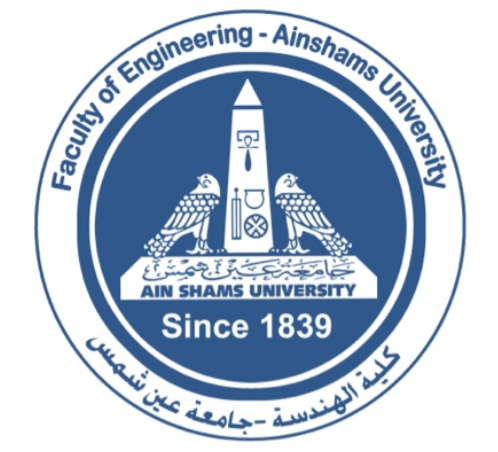 Faculty of Engineering - Ainshams University
جامعة عين شمس
AIN SHAMS UNIVERSITY
Since 1839
كلية الهندسة - جامعة عين شمس